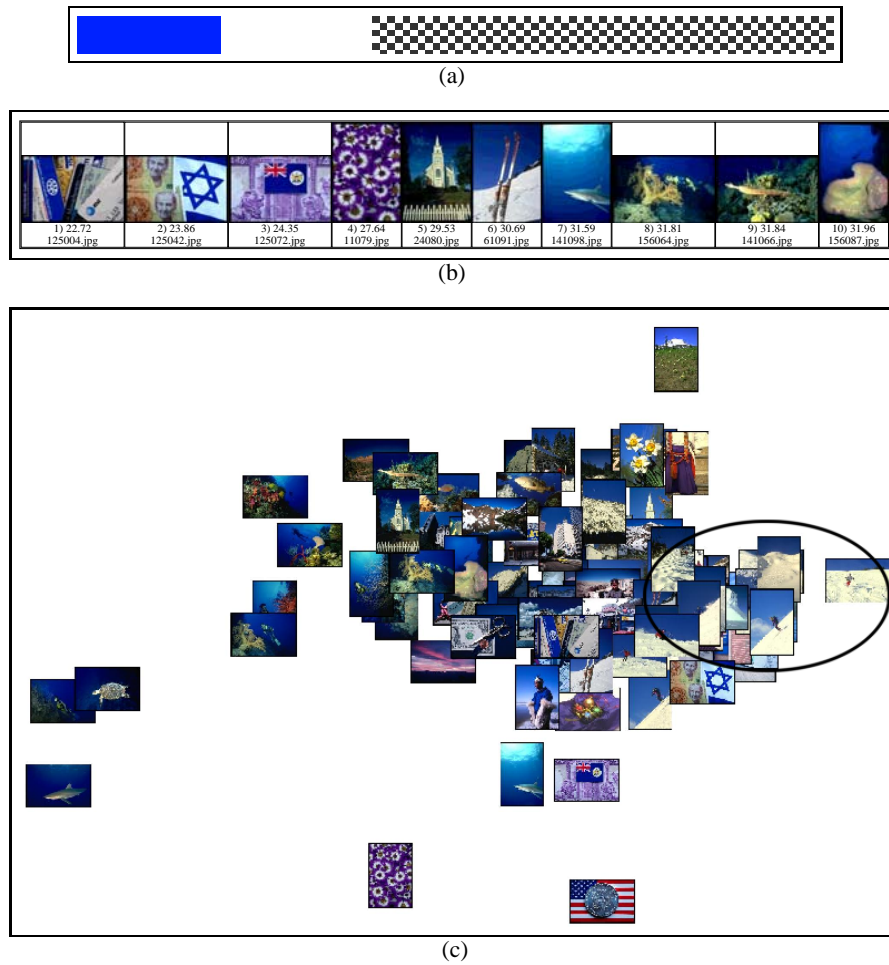 (a)
1) 22.72 2) 23.86 3) 24.35 4) 27.64 5) 29.53 6) 30.69 7) 31.59 8) 31.81 9) 31.84 10) 31.96
125004.jpg 125042.jpg 125072.jpg 11079.jpg 24080.jpg 61091.jpg 141098.jpg 156064.jpg 141066.jpg 156087.jpg
(b)
(c)